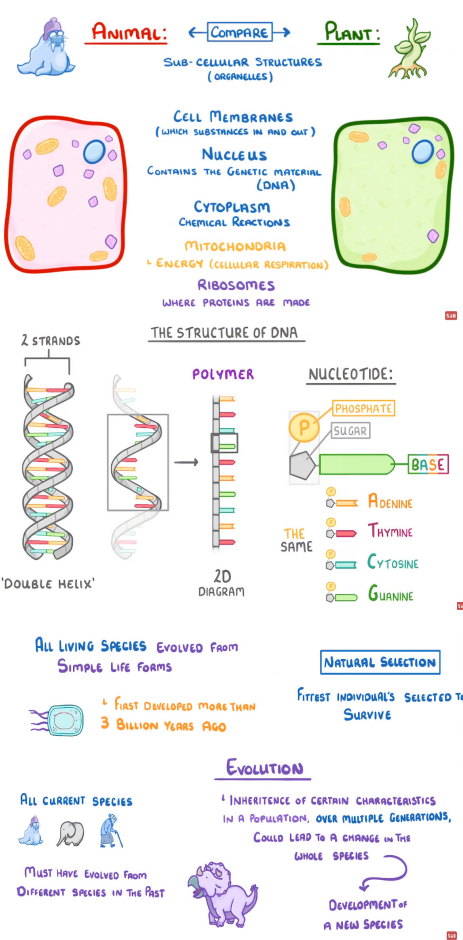 ANIMAL:
COMPARE
PLANT:
SUB-CELLULAR STRUCTURES
(ORGANELLES)
CELL MEMBRANES
(WHICH SUBSTANCES IN AND OUT)
NUCLEUS
CONTAINS THE GENETIC MATERIAL
(DNA)
CYTOPLASM
CHEMICAL REACTIONS
MITOCHONDRIA
ENERGY (CELLULAR RESPIRATION)
RIBOSOMES
WHERE PROTEINS ARE MADE
SUB
THE STRUCTURE OF DNA
2 STRANDS
'DOUBLE HELIX'
POLYMER
2D
DIAGRAM
NUCLEOTIDE:
PHOSPHATE
P
SUGAR
BASE
THE
SAME
P
ADENINE
P
THYMINE
P
CYTOSINE
P
GUANINE
ALL LIVING SPECIES EVOLVED FROM
SIMPLE LIFE FORMS
FIRST DEVELOPED MORE THAN
3 BILLION YEARS AGO
NATURAL SELECTION
FITTEST INDIVIDUAL'S SELECTED TO
SURVIVE
EVOLUTION
ALL CURRENT SPECIES
MUST HAVE EVOLVED FROM
DIFFERENT SPECIES IN THE PAST
INHERITENCE OF CERTAIN CHARACTERISTICS
IN A POPULATION, OVER MULTIPLE GENERATIONS,
COULD LEAD TO A CHANGE IN THE
WHOLE SPECIES
DEVELOPMENT OF
A NEW SPECIES
SUB